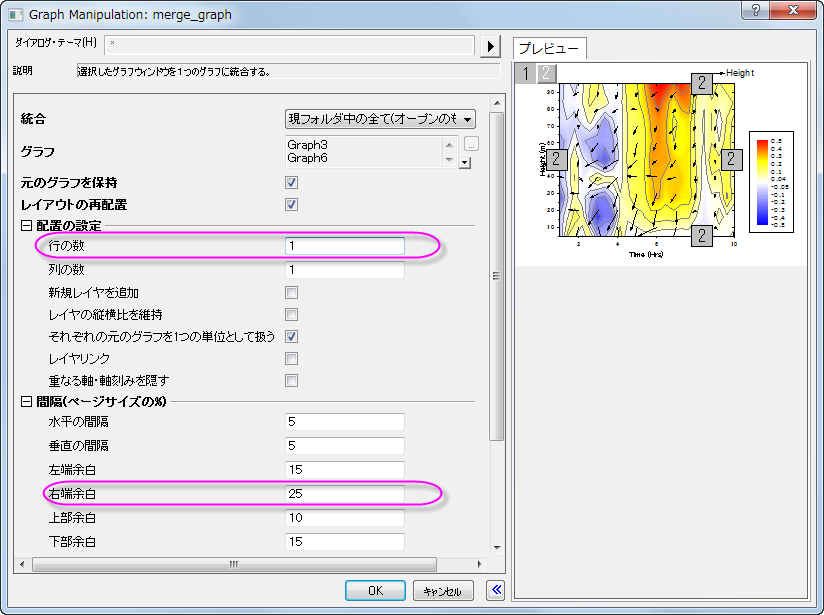 Graph Manipulation: merge_graph
ダイアログ・テーマ(H) *
説明 選択したグラフウィンドウを1つのグラフに統合する。
統合 現フォルダ中の全て(オープンのも
グラフ Graph3
Graph6
...
元のグラフを保持
レイアウトの再配置
配置の設定
行の数 1
列の数 1
新規レイヤを追加
レイヤの縦横比を維持
それぞれの元のグラフを1つの単位として扱う
レイヤリンク
重なる軸・軸刻みを隠す
間隔(ページサイズの%)
水平の間隔 5
垂直の間隔 5
左端余白 15
右端余白 25
上部余白 10
下部余白 15
OK キャンセル
プレビュー
1 2
2 Height
90
80
70
60
50
40
30
20
10
Height (m)
2 2
2
2 4 6 10
Time (Hrs)
0.5
0.4
0.3
0.2
0.1
0.04
-0.05
-0.1
-0.2
-0.3
-0.5